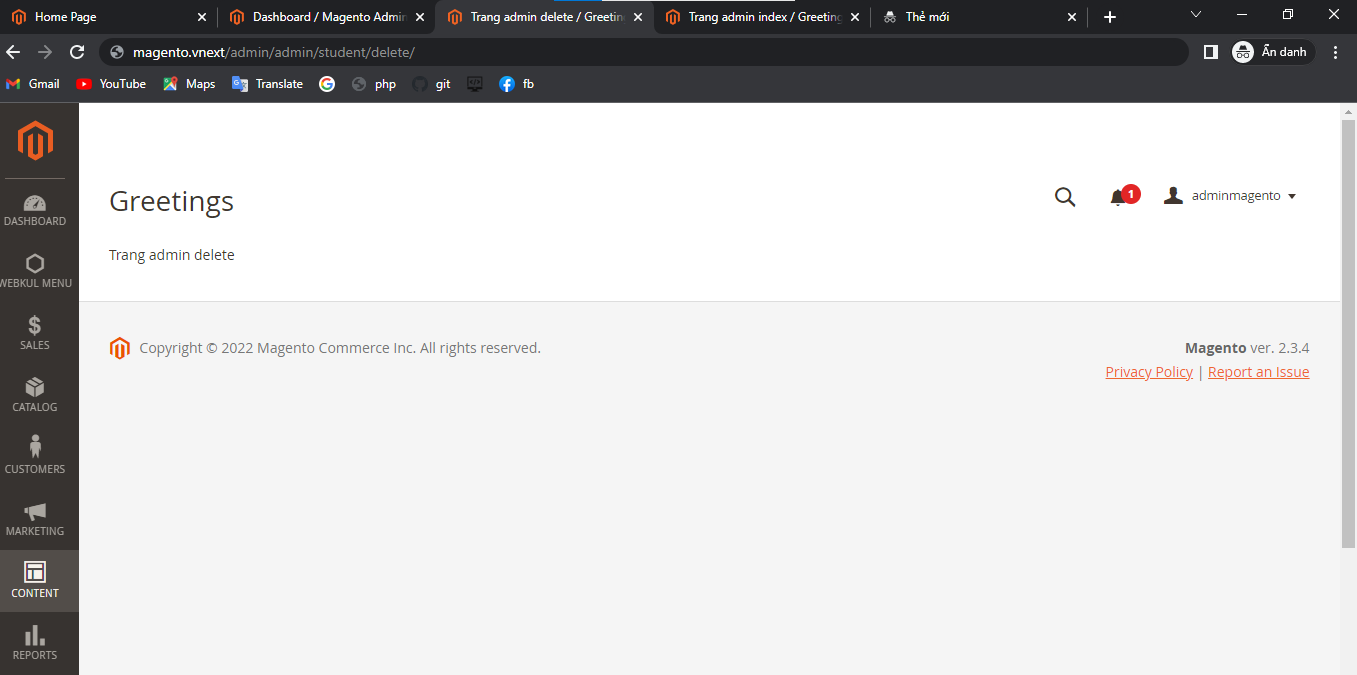 Home Page
Dashboard / Magento Admin
Trang admin delete / Greeting
Trang admin index / Greeting
Thẻ mới
magento.vnext/admin/admin/student/delete/
Ẩn danh
Gmail
YouTube
Maps
Translate
php
git
fb
DASHBOARD
WEBKUL MENU
SALES
CATALOG
CUSTOMERS
MARKETING
CONTENT
REPORTS
Greetings
1
adminmagento
Trang admin delete
Copyright © 2022 Magento Commerce Inc. All rights reserved.
Magento ver. 2.3.4
Privacy Policy | Report an Issue